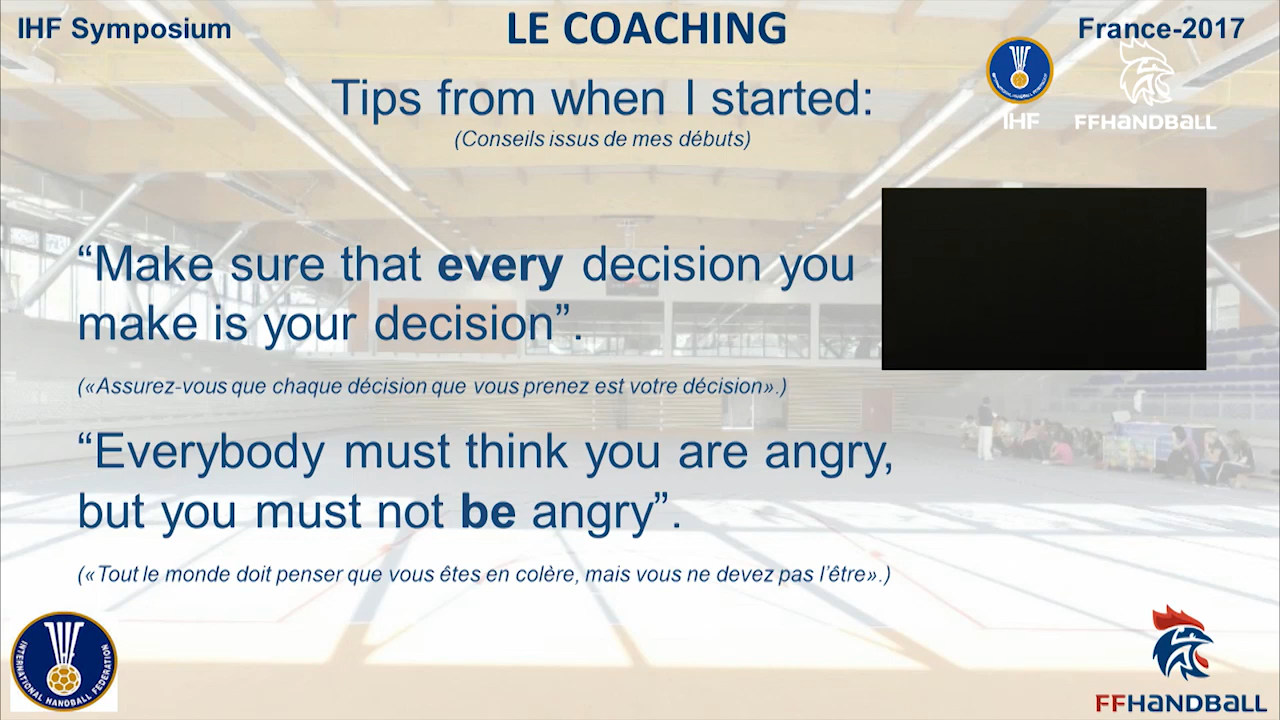 IHF Symposium
LE COACHING
France-2017
Tips from when I started:
(Conseils issus de mes débuts)
IHF
FFHANDBALL
“Make sure that every decision you
make is your decision”.
(«Assurez-vous que chaque décision que vous prenez est votre décision».)
“Everybody must think you are angry,
but you must not be angry”.
(«Tout le monde doit penser que vous êtes en colère, mais vous ne devez pas l’être».)
INTERNATIONAL HANDBALL FEDERATION
FFHANDBALL